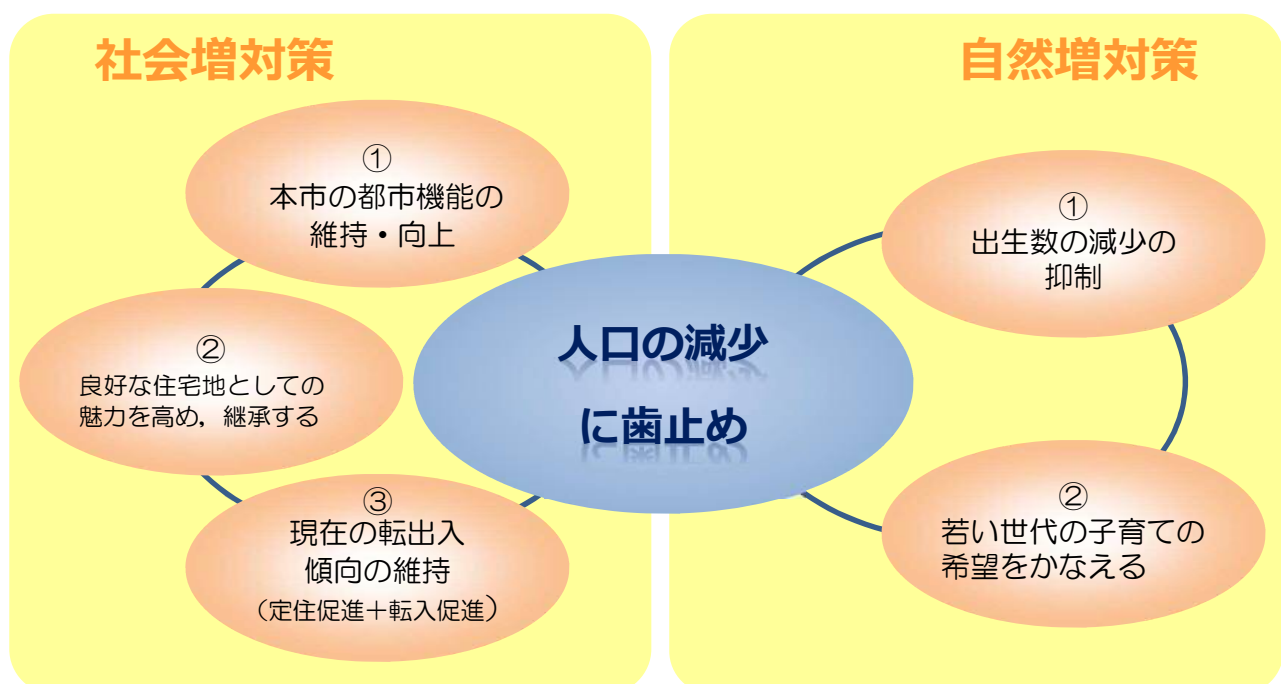 社会増対策
①
本市の都市機能の
維持・向上
②
良好な住宅地としての
魅力を高め，継承する
③
現在の転出入
傾向の維持
（定住促進＋転入促進）
人口の減少
に歯止め
自然増対策
①
出生数の減少の
抑制
②
若い世代の子育ての
希望をかなえる